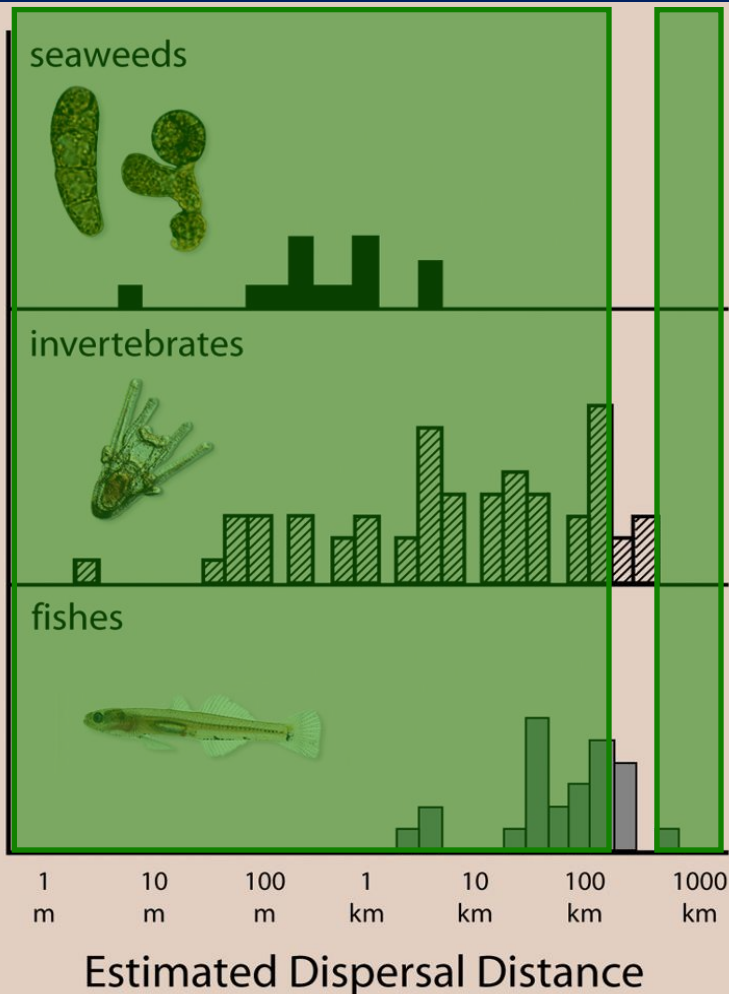 seaweeds
invertebrates
fishes
1 10 100 1 10 100 1000
m m m km km km km
Estimated Dispersal Distance